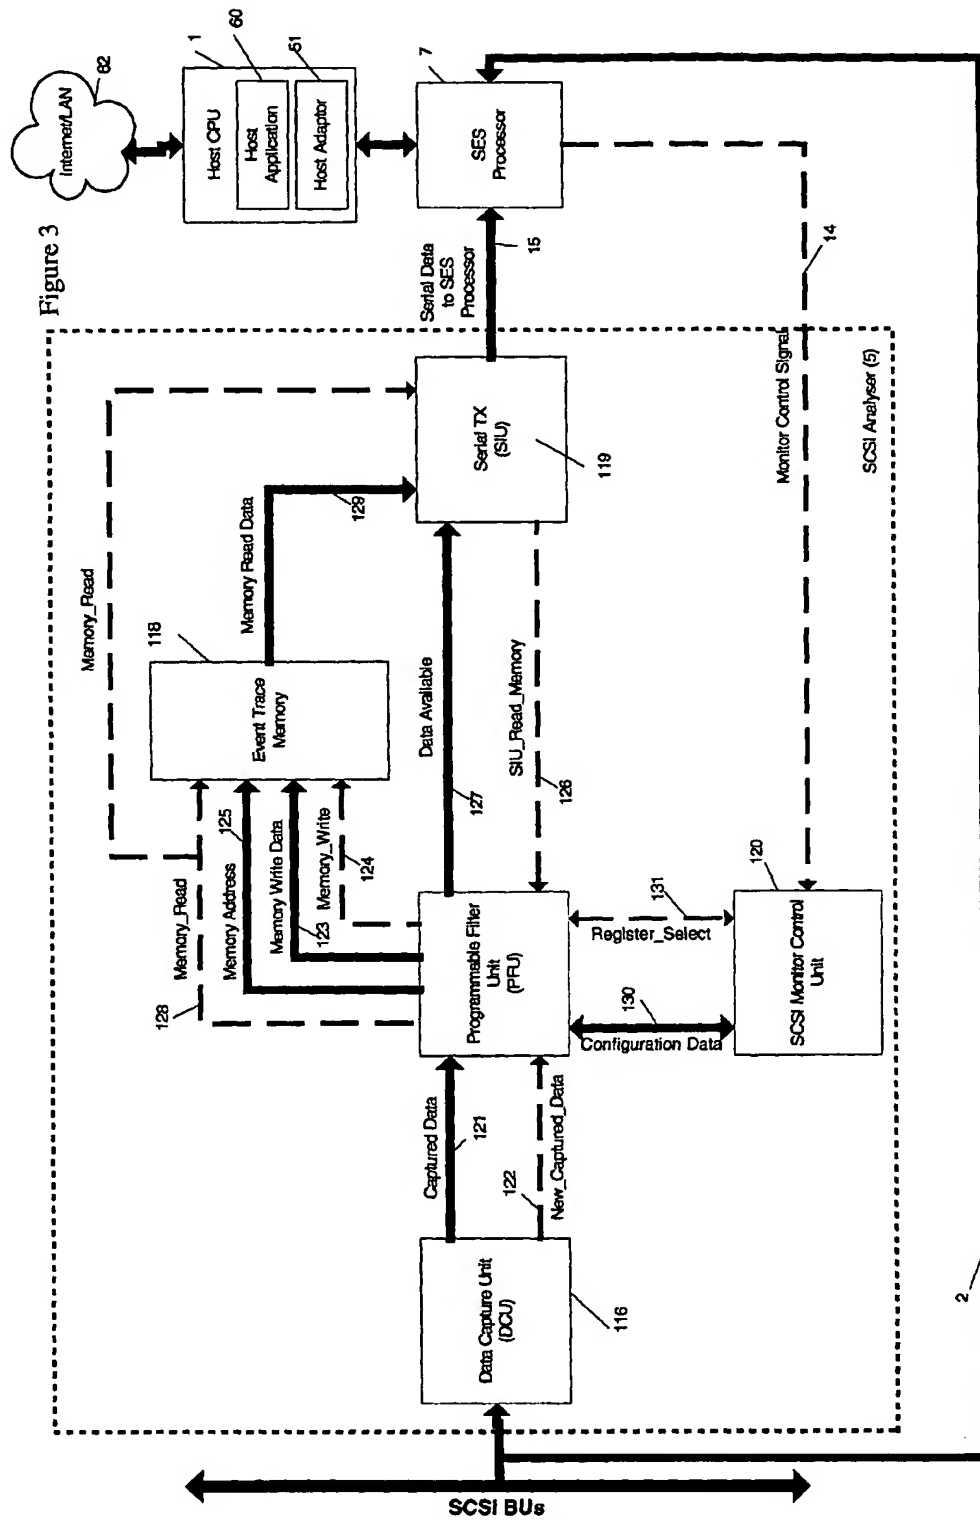 Figure 3
Internet/LAN
62
Host CPU
1
Host
Application
60
Host Adaptor
51
SES
Processor
7
Serial Data
to SES
Processor
15
14
Monitor Control Signal
SCSI Analyser (5)
Serial TX
(SIU)
119
Memory_Read
Memory Read Data
129
118
Event Trace
Memory
Data Available
127
SIU_Read_Memory
126
Memory_Read
128
Memory Address
125
Memory Write Data
123
Memory_Write
124
Programmable Filter
Unit
(PFU)
Register_Select
131
130
Configuration Data
120
SCSI Monitor Control
Unit
Captured Data
121
122
New_Captured_Data
Data Capture Unit
(DCU)
116
2
SCSI BUs